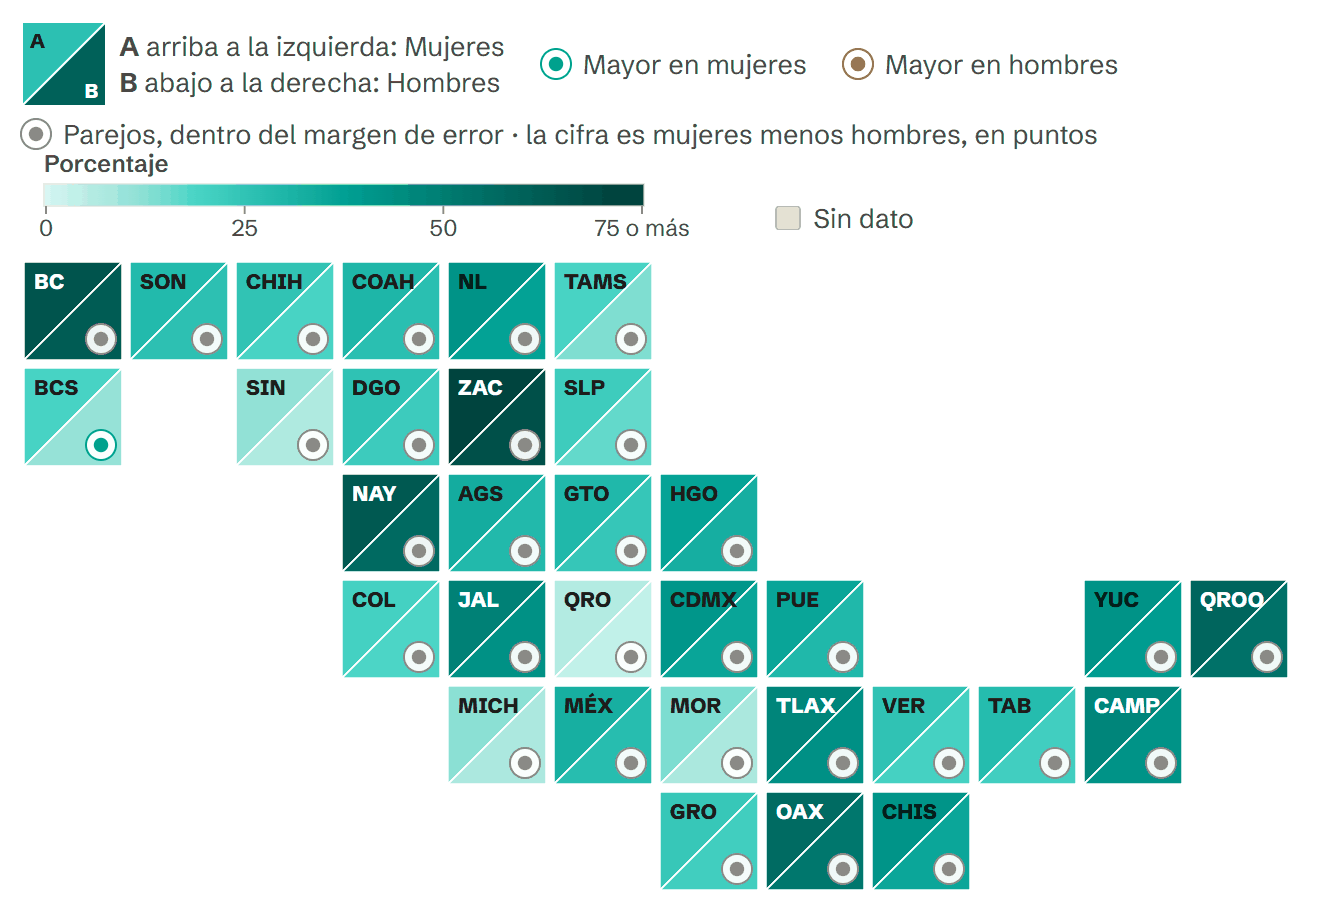 A
B
A arriba a la izquierda: Mujeres
B abajo a la derecha: Hombres
Mayor en mujeres
Mayor en hombres
Parejos, dentro del margen de error · la cifra es mujeres menos hombres, en puntos
Porcentaje
0 25 50 75 o más
Sin dato
BC SON CHIH COAH NL TAMS
BCS SIN DGO ZAC SLP
NAY AGS GTO HGO
COL JAL QRO CDMX PUE YUC QROO
MICH MÉX MOR TLAX VER TAB CAMP
GRO OAX CHIS